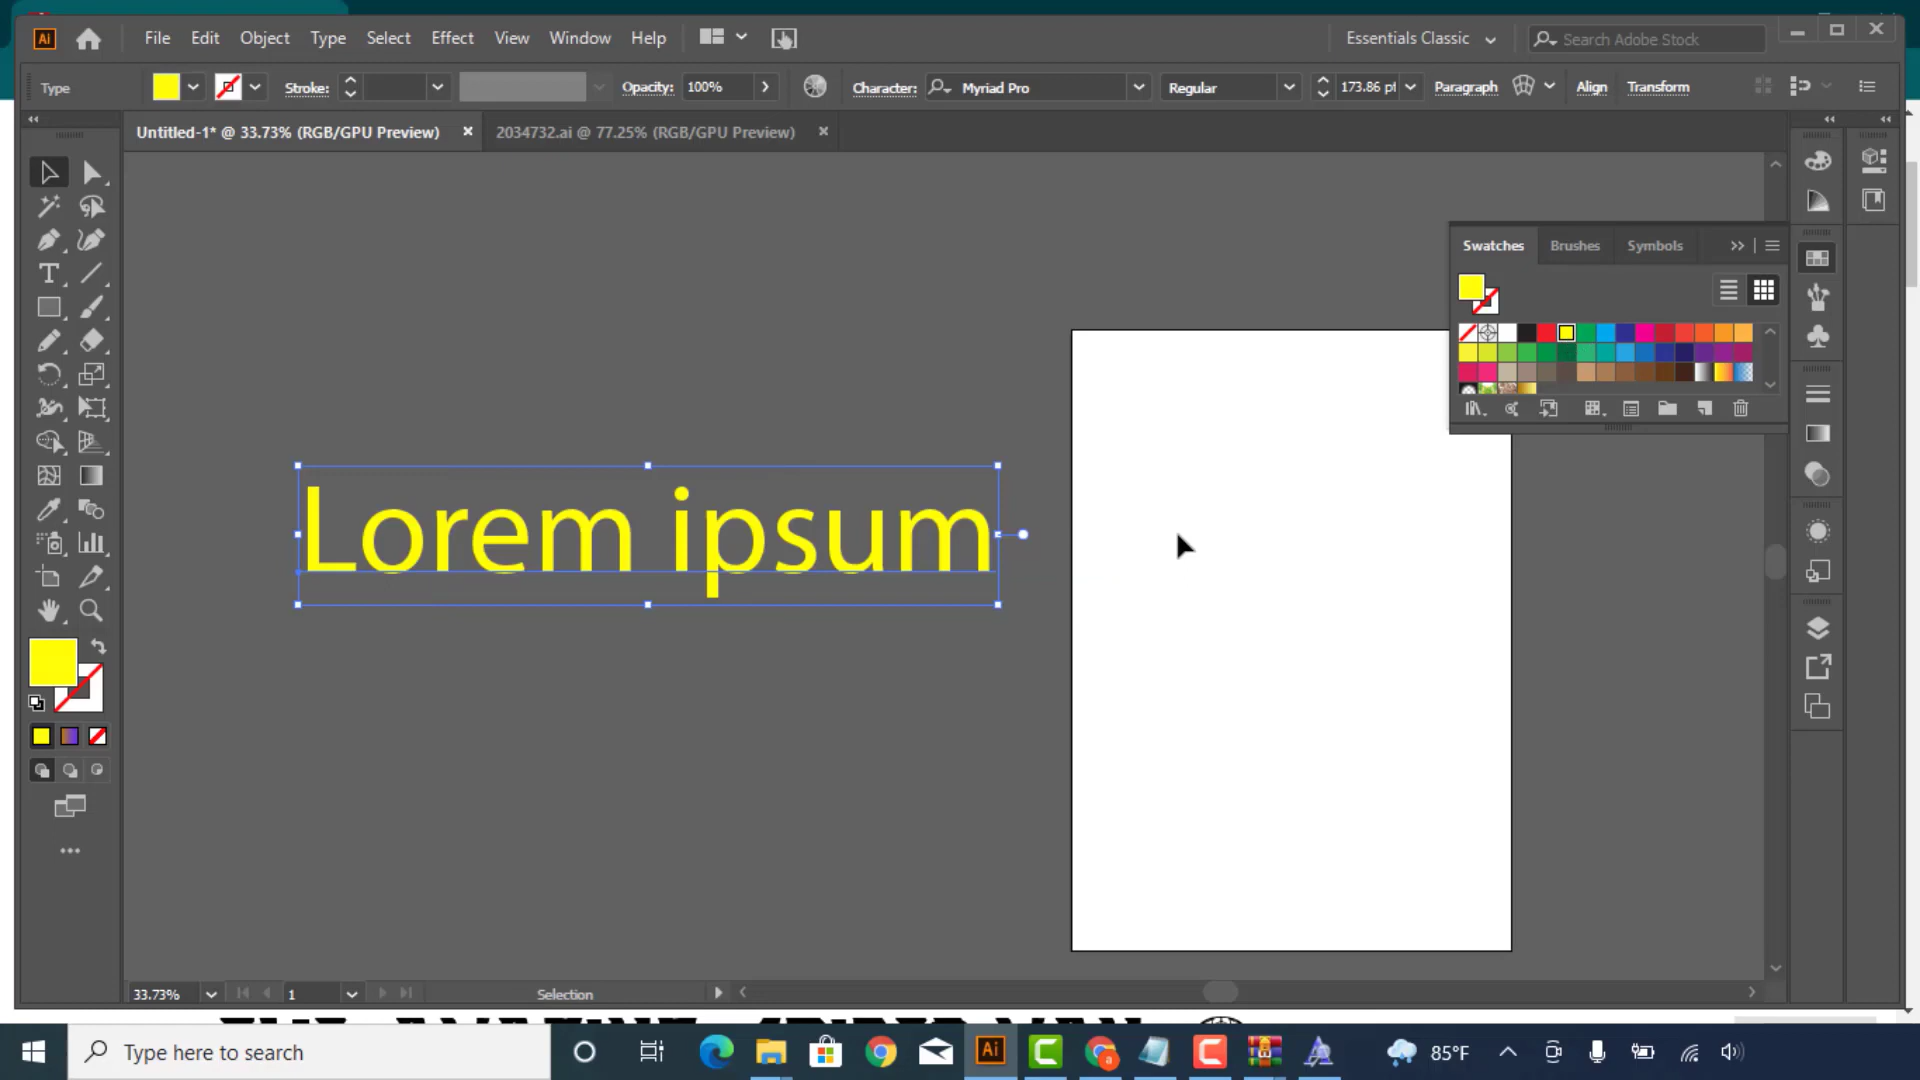 Ai File Edit Object Type Select Effect View Window Help Essentials Classic Search Adobe Stock
Type Stroke: Opacity: 100% Character: Myriad Pro Regular 173.86 pt Paragraph Align Transform
Untitled-1* @ 33.73% (RGB/GPU Preview) 2034732.ai @ 77.25% (RGB/GPU Preview)
Swatches Brushes Symbols
Lorem ipsum
33.73% 1 Selection
Type here to search Ai 85°F